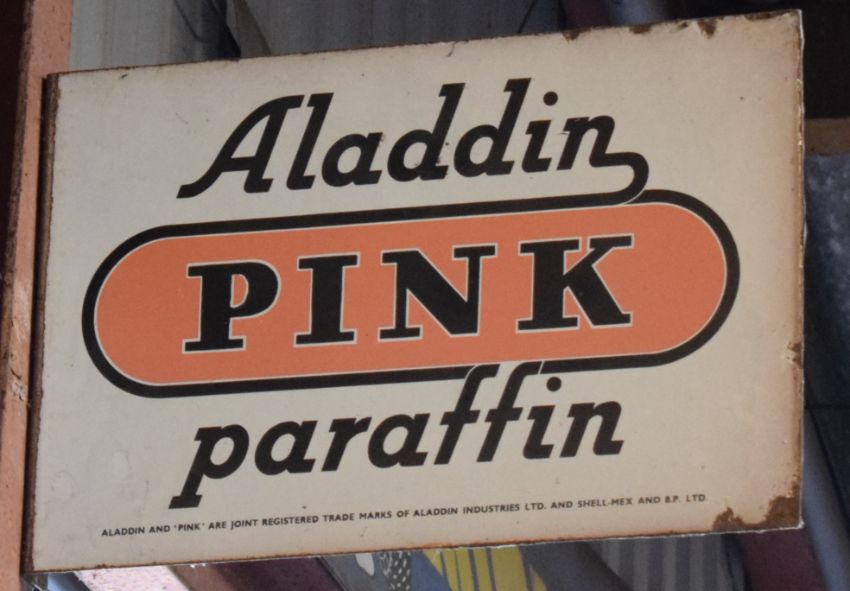 Aladdin
PINK
paraffin
ALADDIN AND 'PINK' ARE JOINT REGISTERED TRADE MARKS OF ALADDIN INDUSTRIES LTD. AND SHELL-MEX AND B.P. LTD